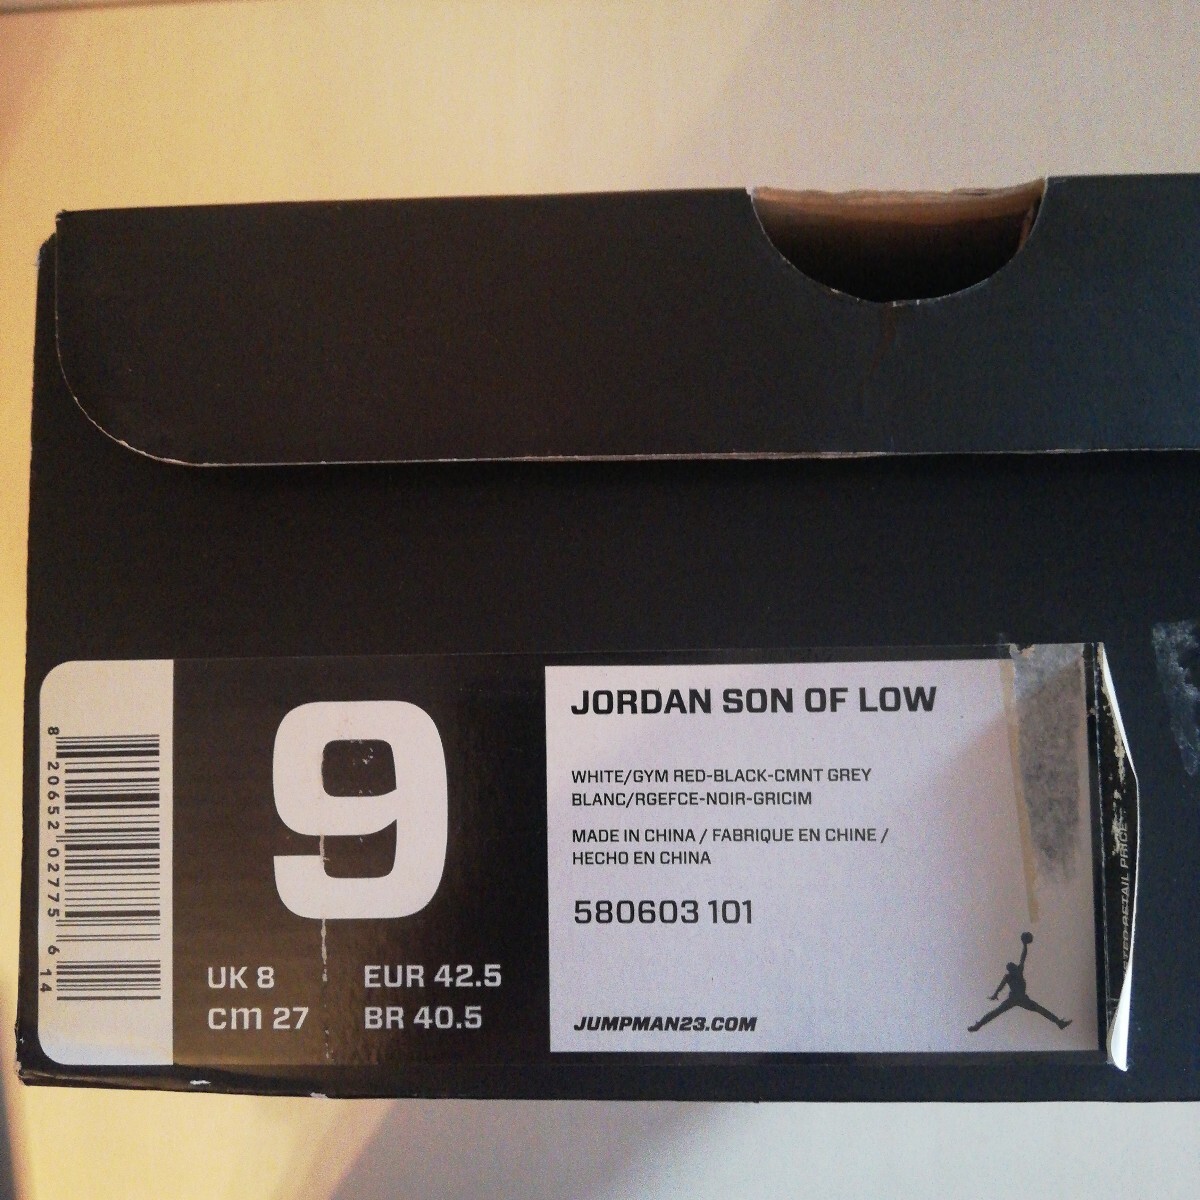 8 20652 02775 6 14
9
UK 8 EUR 42.5
cm 27 BR 40.5
JORDAN SON OF LOW
WHITE/GYM RED-BLACK-CMNT GREY
BLANC/RGEFCE-NOIR-GRICIM
MADE IN CHINA / FABRIQUE EN CHINE /
HECHO EN CHINA
580603 101
JUMPMAN23.COM
RETAIL PRICE